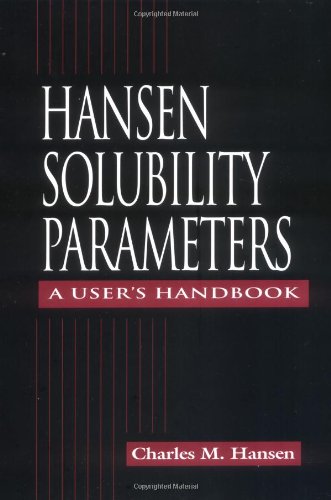 HANSEN
SOLUBILITY
PARAMETERS
A USER'S HANDBOOK
Charles M. Hansen